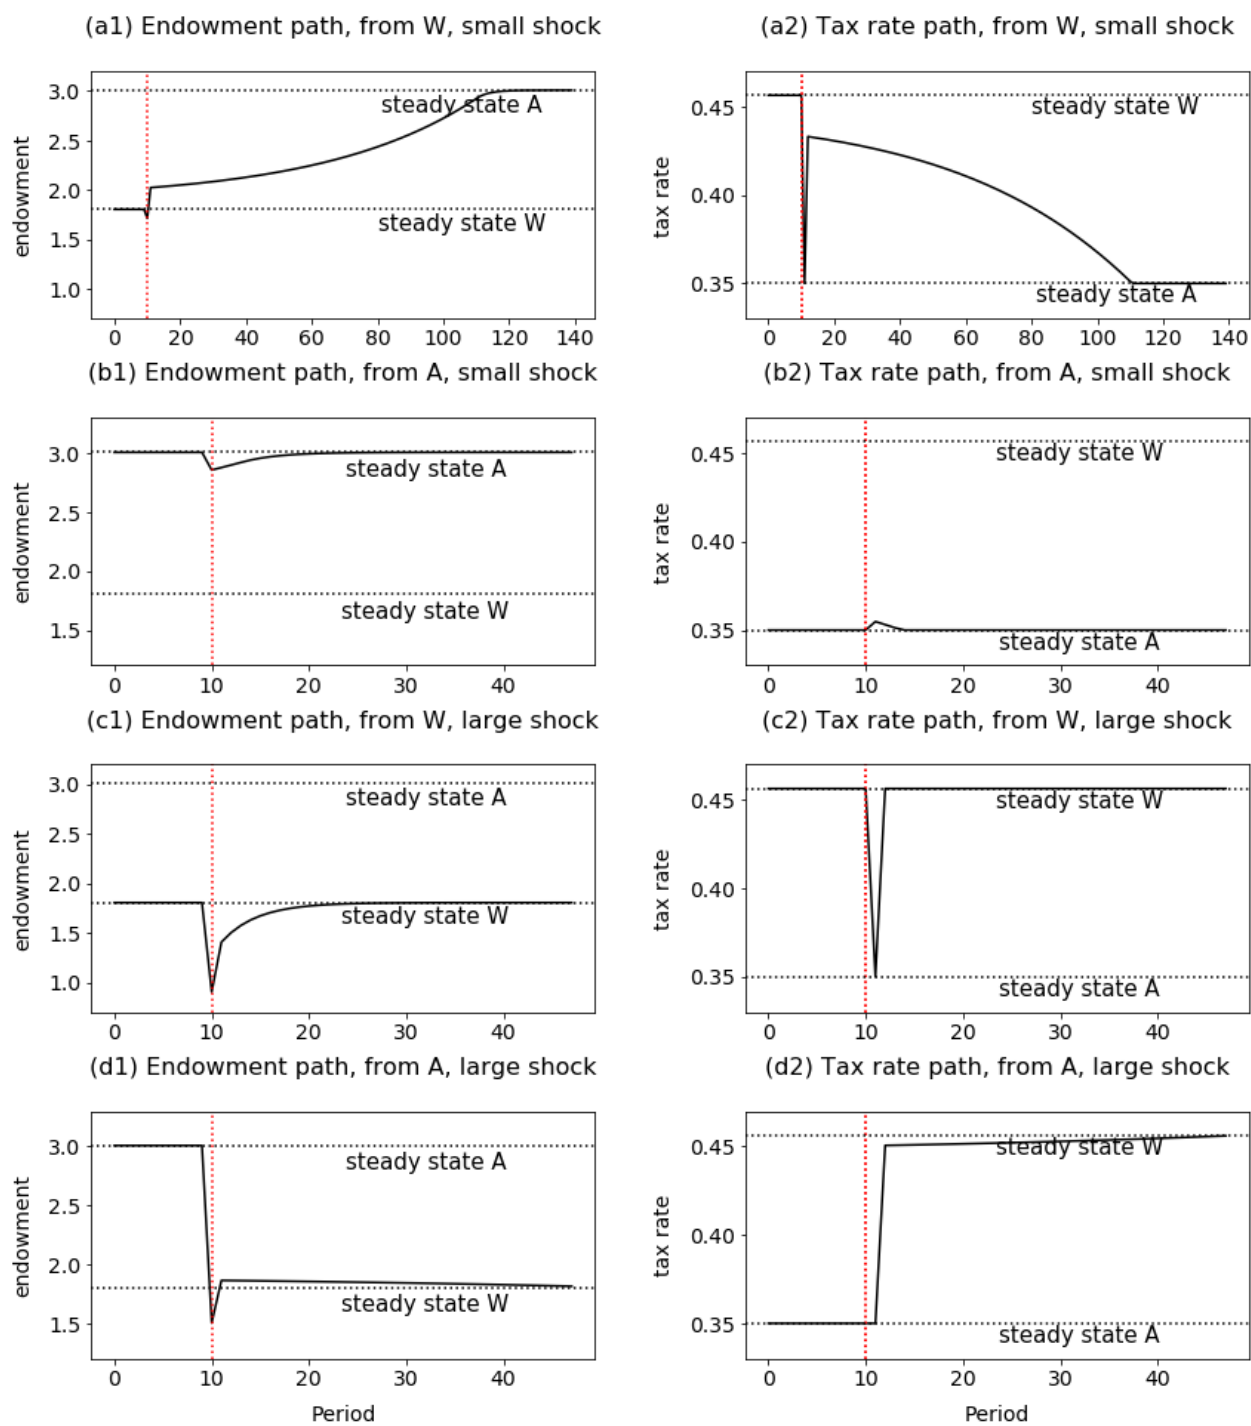 (a1) Endowment path, from W, small shock
(a2) Tax rate path, from W, small shock
endowment
3.0
2.5
2.0
1.5
1.0
steady state A
steady state W
0 20 40 60 80 100 120 140
tax rate
0.45
0.40
0.35
steady state W
steady state A
0 20 40 60 80 100 120 140
(b1) Endowment path, from A, small shock
(b2) Tax rate path, from A, small shock
endowment
3.0
2.5
2.0
1.5
steady state A
steady state W
0 10 20 30 40
tax rate
0.45
0.40
0.35
steady state W
steady state A
0 10 20 30 40
(c1) Endowment path, from W, large shock
(c2) Tax rate path, from W, large shock
endowment
3.0
2.5
2.0
1.5
1.0
steady state A
steady state W
0 10 20 30 40
tax rate
0.45
0.40
0.35
steady state W
steady state A
0 10 20 30 40
(d1) Endowment path, from A, large shock
(d2) Tax rate path, from A, large shock
endowment
3.0
2.5
2.0
1.5
steady state A
steady state W
0 10 20 30 40
Period
tax rate
0.45
0.40
0.35
steady state W
steady state A
0 10 20 30 40
Period